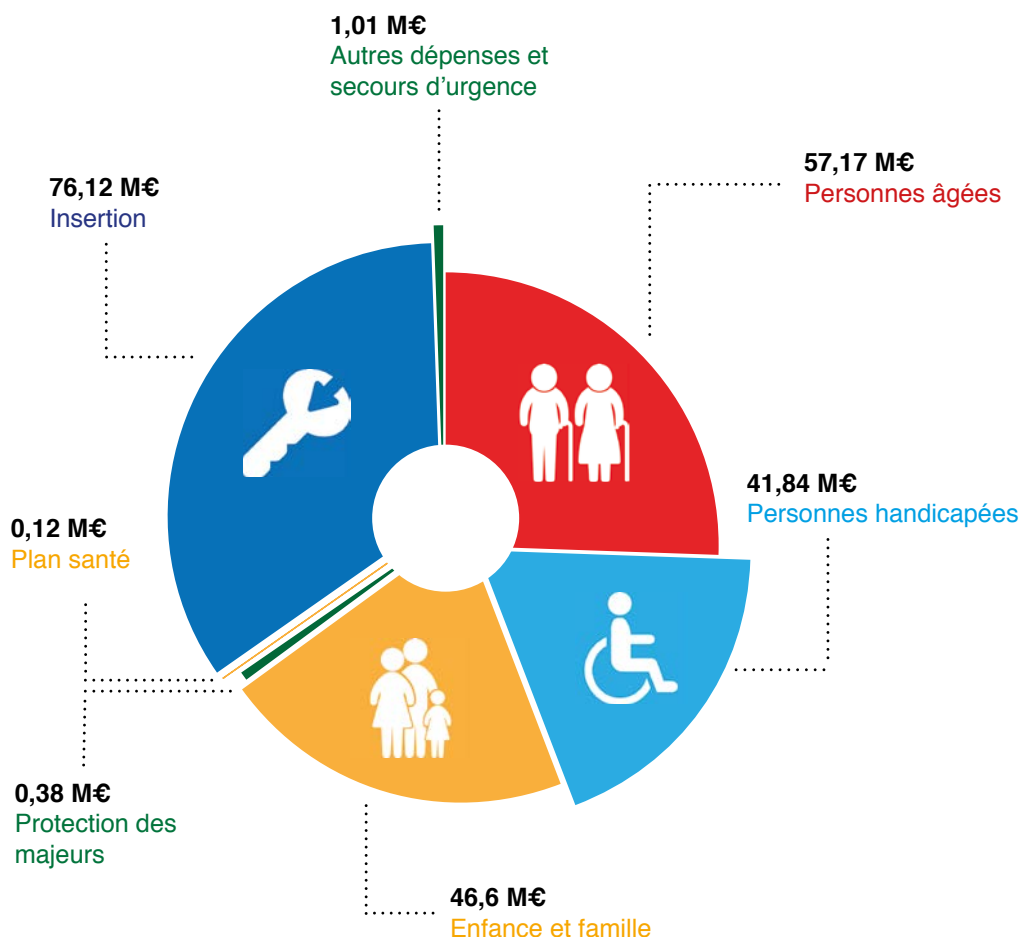 1,01 M€
Autres dépenses et
secours d’urgence
57,17 M€
Personnes âgées
76,12 M€
Insertion
41,84 M€
Personnes handicapées
0,12 M€
Plan santé
0,38 M€
Protection des
majeurs
46,6 M€
Enfance et famille